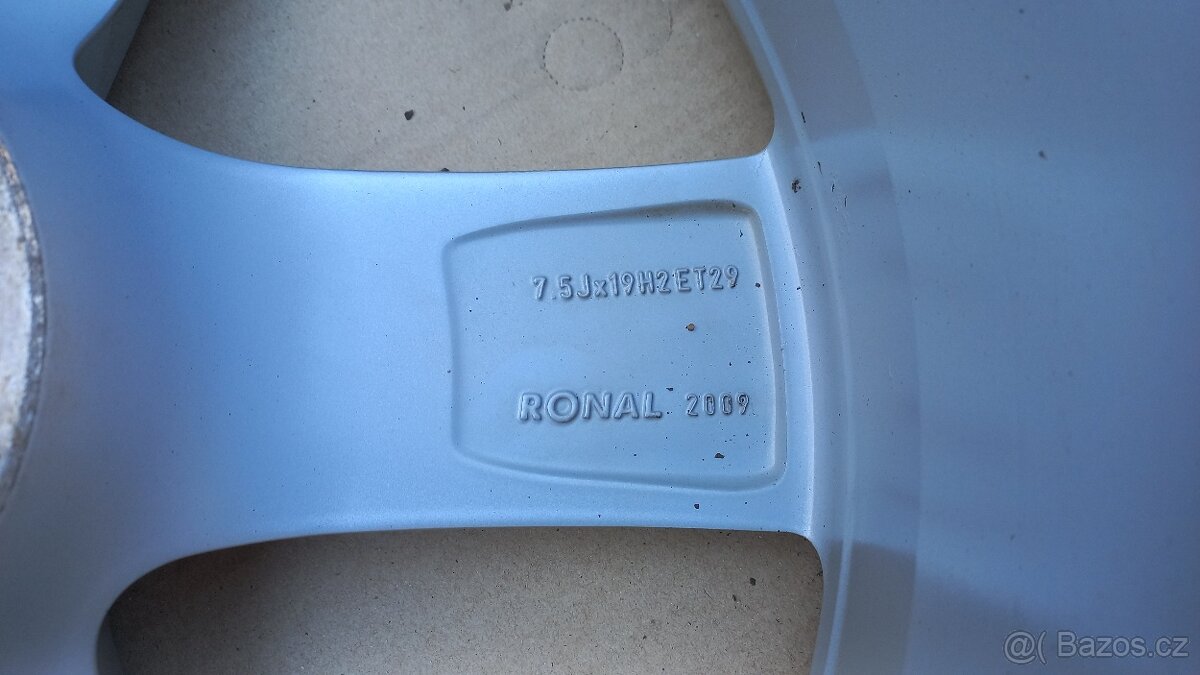 7.5Jx19H2ET29
RONAL 2009
@( Bazos.cz